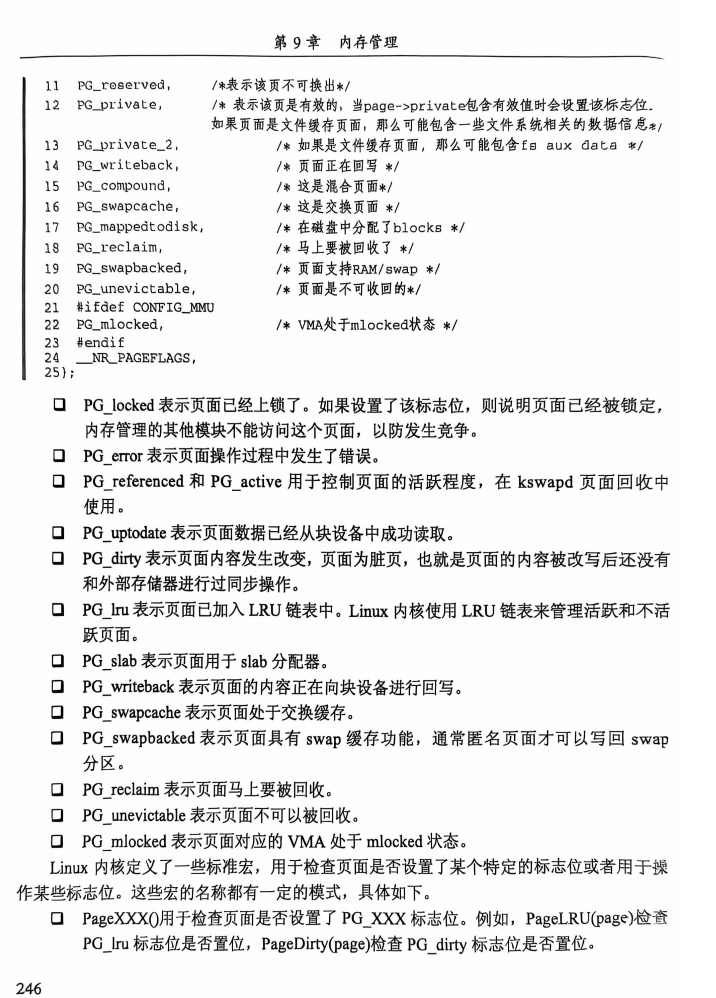 第9章 内存管理
11 PG_reserved, /*表示该页不可换出*/
12 PG_private, /* 表示该页是有效的，当page->private包含有效值时会设置该标志位。
如果页面是文件缓存页面，那么可能包含一些文件系统相关的数据信息*/
13 PG_private_2, /* 如果是文件缓存页面，那么可能包含fs aux data */
14 PG_writeback, /* 页面正在回写 */
15 PG_compound, /* 这是混合页面*/
16 PG_swapcache, /* 这是交换页面 */
17 PG_mappedtodisk, /* 在磁盘中分配了blocks */
18 PG_reclaim, /* 马上要被回收了 */
19 PG_swapbacked, /* 页面支持RAM/swap */
20 PG_unevictable, /* 页面是不可收回的*/
21 #ifdef CONFIG_MMU
22 PG_mlocked, /* VMA处于mlocked状态 */
23 #endif
24 __NR_PAGEFLAGS,
25};
❑ PG_locked 表示页面已经上锁了。如果设置了该标志位，则说明页面已经被锁定，
内存管理的其他模块不能访问这个页面，以防发生竞争。
❑ PG_error 表示页面操作过程中发生了错误。
❑ PG_referenced 和 PG_active 用于控制页面的活跃程度，在 kswapd 页面回收中
使用。
❑ PG_uptodate 表示页面数据已经从块设备中成功读取。
❑ PG_dirty 表示页面内容发生改变，页面为脏页，也就是页面的内容被改写后还没有
和外部存储器进行过同步操作。
❑ PG_lru 表示页面已加入 LRU 链表中。Linux 内核使用 LRU 链表来管理活跃和不活
跃页面。
❑ PG_slab 表示页面用于 slab 分配器。
❑ PG_writeback 表示页面的内容正在向块设备进行回写。
❑ PG_swapcache 表示页面处于交换缓存。
❑ PG_swapbacked 表示页面具有 swap 缓存功能，通常匿名页面才可以写回 swap
分区。
❑ PG_reclaim 表示页面马上要被回收。
❑ PG_unevictable 表示页面不可以被回收。
❑ PG_mlocked 表示页面对应的 VMA 处于 mlocked 状态。
Linux 内核定义了一些标准宏，用于检查页面是否设置了某个特定的标志位或者用于操
作某些标志位。这些宏的名称都有一定的模式，具体如下。
❑ PageXXX()用于检查页面是否设置了 PG_XXX 标志位。例如，PageLRU(page)检查
PG_lru 标志位是否置位，PageDirty(page)检查 PG_dirty 标志位是否置位。
246